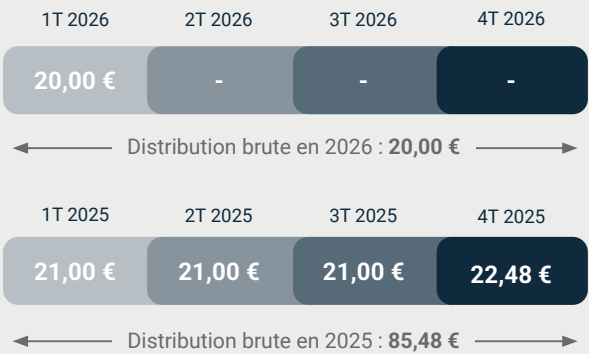 1T 2026 2T 2026 3T 2026 4T 2026
20,00 € - - -
Distribution brute en 2026 : 20,00 €
1T 2025 2T 2025 3T 2025 4T 2025
21,00 € 21,00 € 21,00 € 22,48 €
Distribution brute en 2025 : 85,48 €